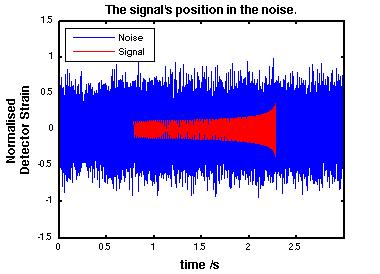 The signal's position in the noise.
Noise
Signal
Normalised
Detector Strain
1.5
1
0.5
0
-0.5
-1
-1.5
0
0.5
1
1.5
2
2.5
time /s